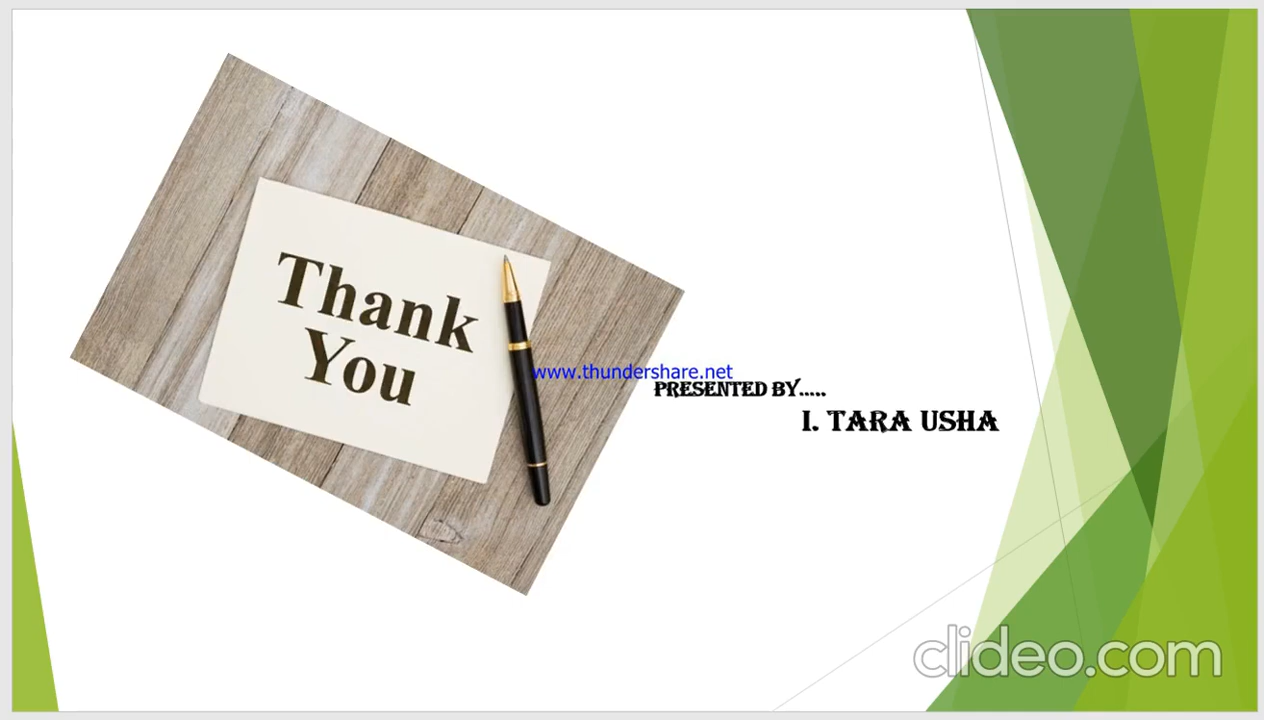 Thank
You
www.thundershare.net
PRESENTED BY.....
I. TARA USHA
clideo.com